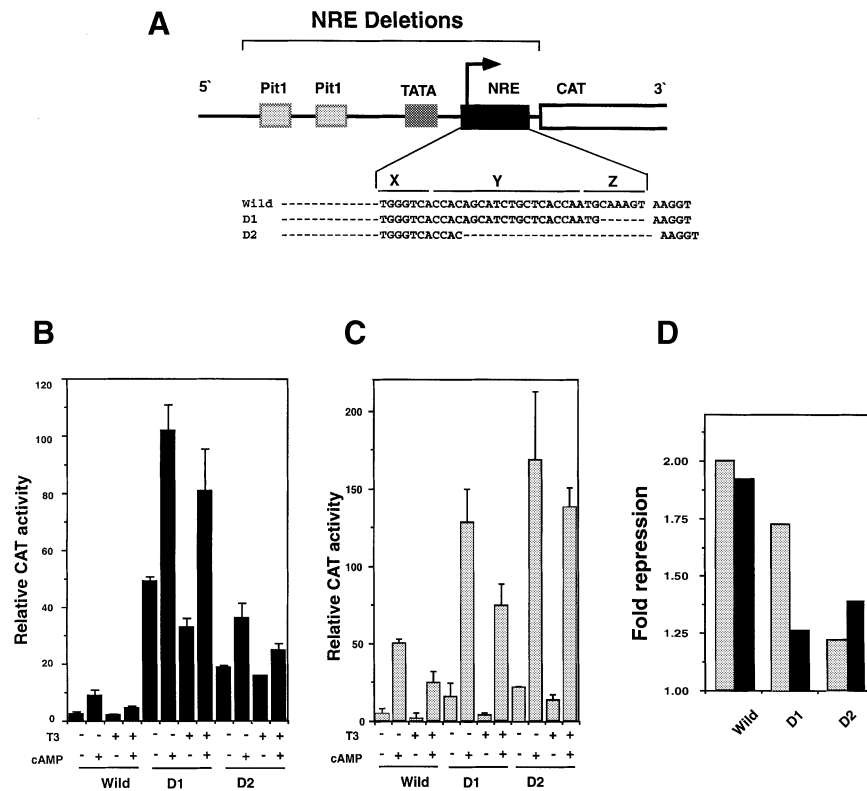 A
NRE Deletions
5` Pit1 Pit1 TATA NRE CAT 3`
X Y Z
Wild -------------TGGGTCACCACAGCATCTGCTCACCAATGCAAAGT AAGGT
D1 -------------TGGGTCACCACAGCATCTGCTCACCAATG------ AAGGT
D2 -------------TGGGTCACCAC------------------------ AAGGT
B
Relative CAT activity
120
100
80
60
40
20
0
T3 - - + + - - + + - - + +
cAMP - + - + - + - + - + - +
Wild D1 D2
C
Relative CAT activity
200
150
100
50
0
T3 - - + + - - + + - - + +
cAMP - + - + - + - + - + - +
Wild D1 D2
D
Fold repression
2.00
1.75
1.50
1.25
1.00
Wild D1 D2